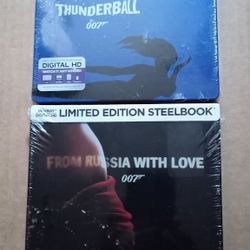 THUNDERBALL
007
DIGITAL HD
LIMITED EDITION STEELBOOK
FROM RUSSIA WITH LOVE
007